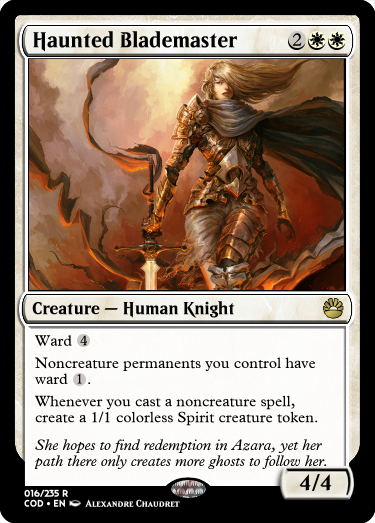 Haunted Blademaster 2
Creature — Human Knight
Ward 4
Noncreature permanents you control have
ward 1.
Whenever you cast a noncreature spell,
create a 1/1 colorless Spirit creature token.
She hopes to find redemption in Azara, yet her
path there only creates more ghosts to follow her.
4/4
016/235 R
COD • EN Alexandre Chaudret